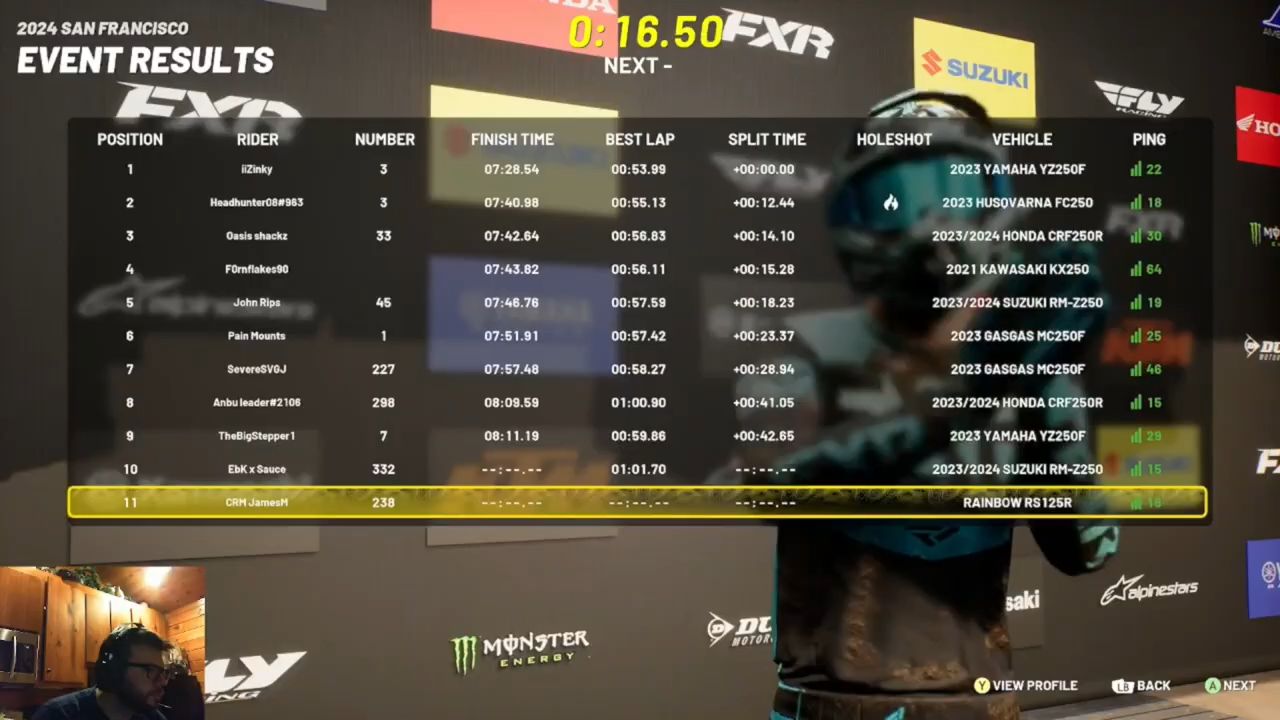 2024 SAN FRANCISCO
EVENT RESULTS
0:16.50
NEXT -
FXR
SUZUKI
FLY
RACING
FXR
POSITION RIDER NUMBER FINISH TIME BEST LAP SPLIT TIME HOLESHOT VEHICLE PING
1 iiZinky 3 07:28.54 00:53.99 +00:00.00 2023 YAMAHA YZ250F 22
2 Headhunter08#963 3 07:40.98 00:55.13 +00:12.44 2023 HUSQVARNA FC250 18
3 Oasis shackz 33 07:42.64 00:56.83 +00:14.10 2023/2024 HONDA CRF250R 30
4 F0rnflakes90 07:43.82 00:56.11 +00:15.28 2021 KAWASAKI KX250 64
5 John Rips 45 07:46.76 00:57.59 +00:18.23 2023/2024 SUZUKI RM-Z250 19
6 Pain Mounts 1 07:51.91 00:57.42 +00:23.37 2023 GASGAS MC250F 25
7 SevereSVGJ 227 07:57.48 00:58.27 +00:28.94 2023 GASGAS MC250F 46
8 Anbu leader#2106 298 08:09.59 01:00.90 +00:41.05 2023/2024 HONDA CRF250R 15
9 TheBigStepper1 7 08:11.19 00:59.86 +00:42.65 2023 YAMAHA YZ250F 29
10 EbK x Sauce 332 --:--.-- 01:01.70 --:--.-- 2023/2024 SUZUKI RM-Z250 15
11 CRM JamesM 238 --:--.-- --:--.-- --:--.-- RAINBOW RS125R 18
alpinestars
MONSTER
ENERGY
VIEW PROFILE
LB BACK
A NEXT